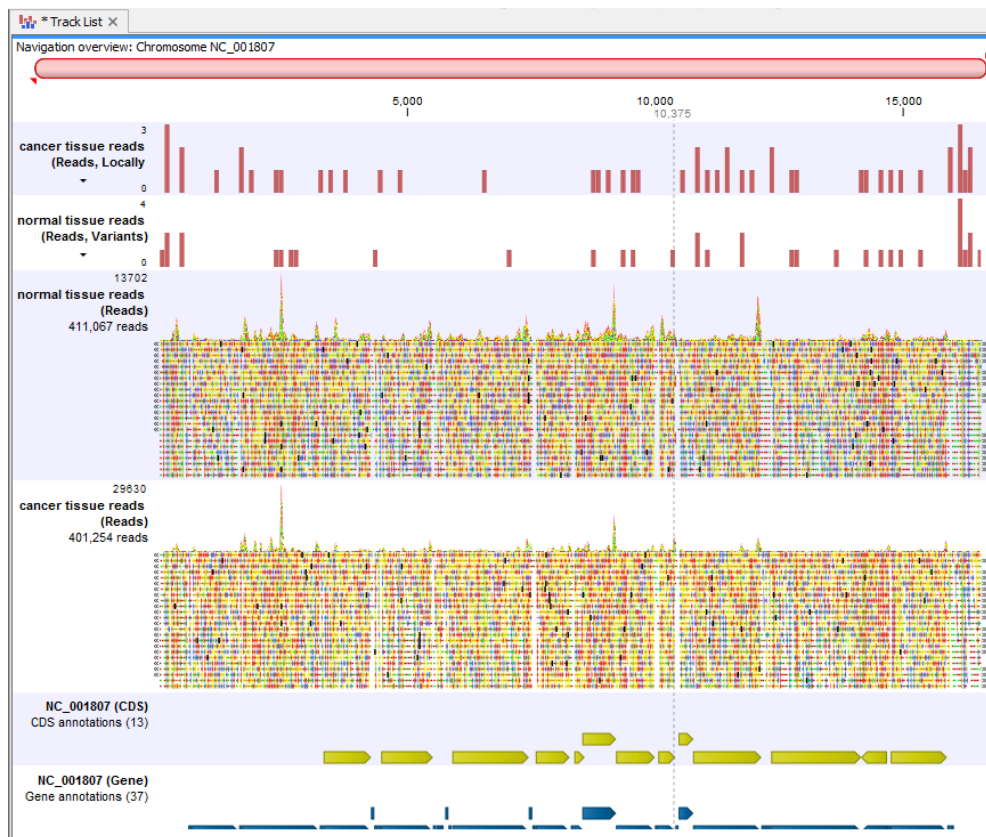 * Track List
Navigation overview: Chromosome NC_001807
5,000 10,000 15,000
10,375
3
cancer tissue reads
(Reads, Locally
0
4
normal tissue reads
(Reads, Variants)
0
13702
normal tissue reads
(Reads)
411,067 reads
29630
cancer tissue reads
(Reads)
401,254 reads
NC_001807 (CDS)
CDS annotations (13)
NC_001807 (Gene)
Gene annotations (37)